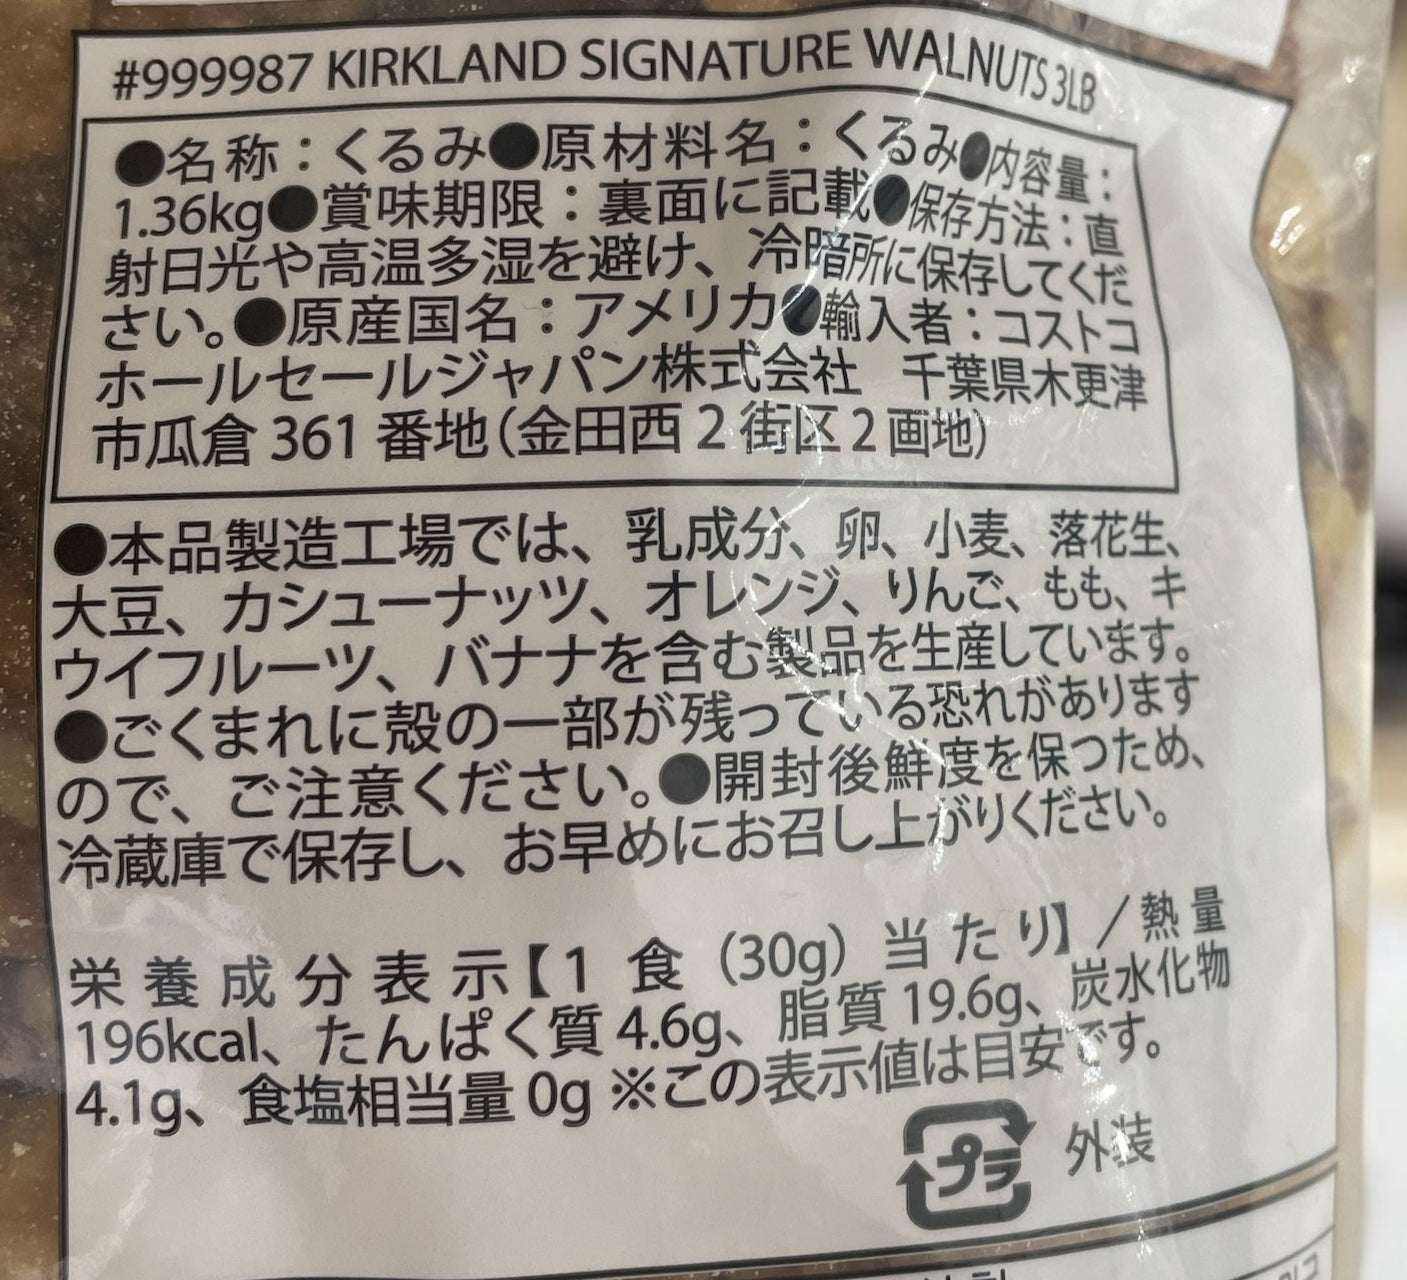 #999987 KIRKLAND SIGNATURE WALNUTS 3LB
●名称：くるみ●原材料名：くるみ●内容量：
1.36kg●賞味期限：裏面に記載●保存方法：直
射日光や高温多湿を避け、冷暗所に保存してくだ
さい。●原産国名：アメリカ●輸入者：コストコ
ホールセールジャパン株式会社　千葉県木更津
市瓜倉 361 番地（金田西 2 街区 2 画地）
●本品製造工場では、乳成分、卵、小麦、落花生、
大豆、カシューナッツ、オレンジ、りんご、もも、キ
ウイフルーツ、バナナを含む製品を生産しています。
●ごくまれに殻の一部が残っている恐れがあります
ので、ご注意ください。●開封後鮮度を保つため、
冷蔵庫で保存し、お早めにお召し上がりください。
栄養成分表示【1 食（30g）当たり】／熱量
196kcal、たんぱく質 4.6g、脂質 19.6g、炭水化物
4.1g、食塩相当量 0g ※この表示値は目安です。
プラ 外装